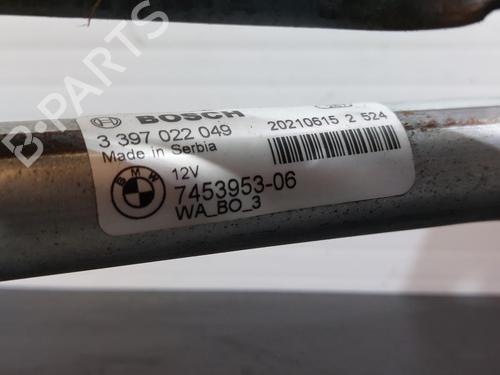 BOSCH
3 397 022 049
20210615 2 524
Made in Serbia
12V
BMW
7453953-06
WA_BO_3
B-PARTS